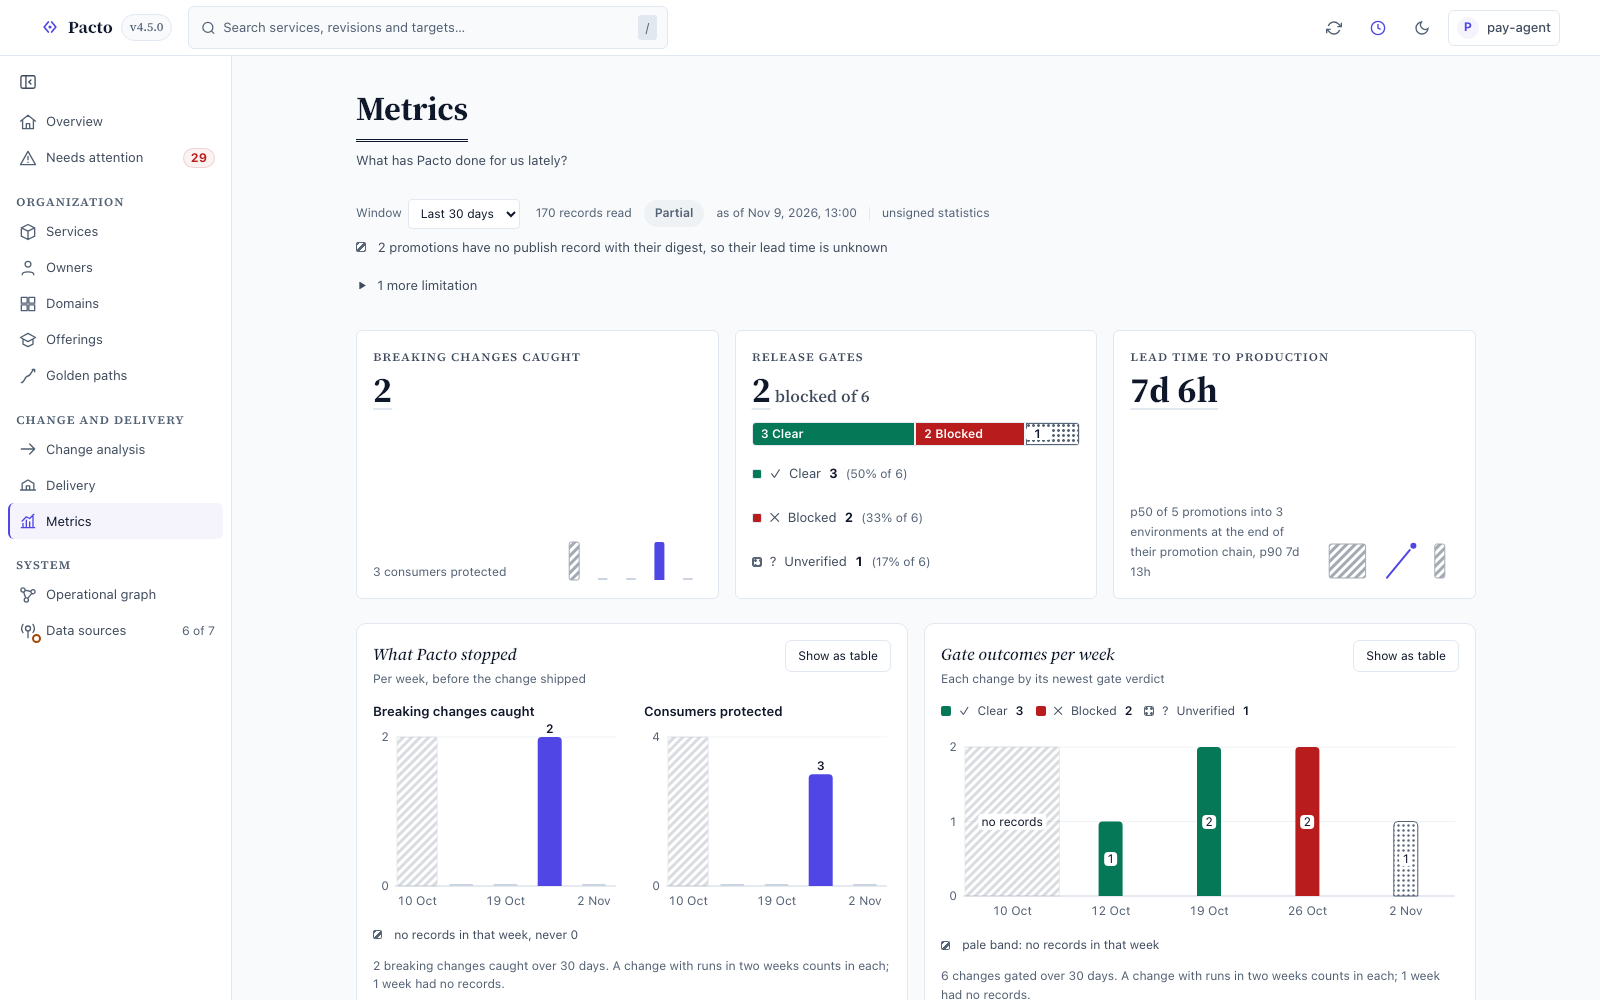 Pacto
v4.5.0
Search services, revisions and targets...
/
P
pay-agent
Overview
Needs attention
29
ORGANIZATION
Services
Owners
Domains
Offerings
Golden paths
CHANGE AND DELIVERY
Change analysis
Delivery
Metrics
SYSTEM
Operational graph
Data sources
6 of 7
Metrics
What has Pacto done for us lately?
Window
Last 30 days
170 records read
Partial
as of Nov 9, 2026, 13:00
unsigned statistics
2 promotions have no publish record with their digest, so their lead time is unknown
1 more limitation
BREAKING CHANGES CAUGHT
2
3 consumers protected
RELEASE GATES
2 blocked of 6
3 Clear
2 Blocked
1
Clear 3 (50% of 6)
Blocked 2 (33% of 6)
? Unverified 1 (17% of 6)
LEAD TIME TO PRODUCTION
7d 6h
p50 of 5 promotions into 3
environments at the end of
their promotion chain, p90 7d
13h
What Pacto stopped
Show as table
Per week, before the change shipped
Breaking changes caught
2
2
0
10 Oct
19 Oct
2 Nov
Consumers protected
4
3
0
10 Oct
19 Oct
2 Nov
no records in that week, never 0
2 breaking changes caught over 30 days. A change with runs in two weeks counts in each;
1 week had no records.
Gate outcomes per week
Show as table
Each change by its newest gate verdict
Clear 3
Blocked 2
? Unverified 1
2
1
0
no records
1
2
2
1
10 Oct
12 Oct
19 Oct
26 Oct
2 Nov
pale band: no records in that week
6 changes gated over 30 days. A change with runs in two weeks counts in each; 1 week
had no records.